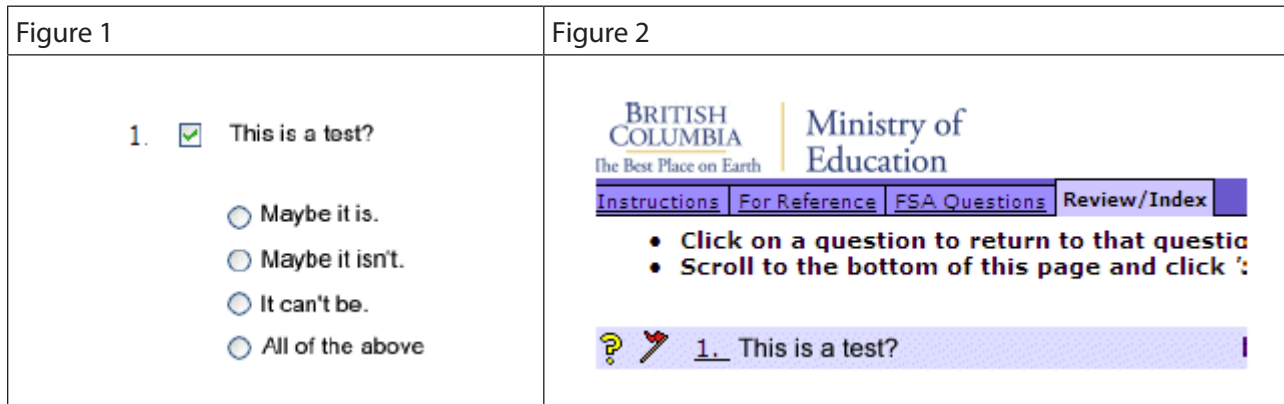 Figure 1
Figure 2
1. This is a test?
Maybe it is.
Maybe it isn't.
It can't be.
All of the above
BRITISH
COLUMBIA
The Best Place on Earth
Ministry of
Education
Instructions For Reference FSA Questions Review/Index
• Click on a question to return to that questio
• Scroll to the bottom of this page and click '
1. This is a test?